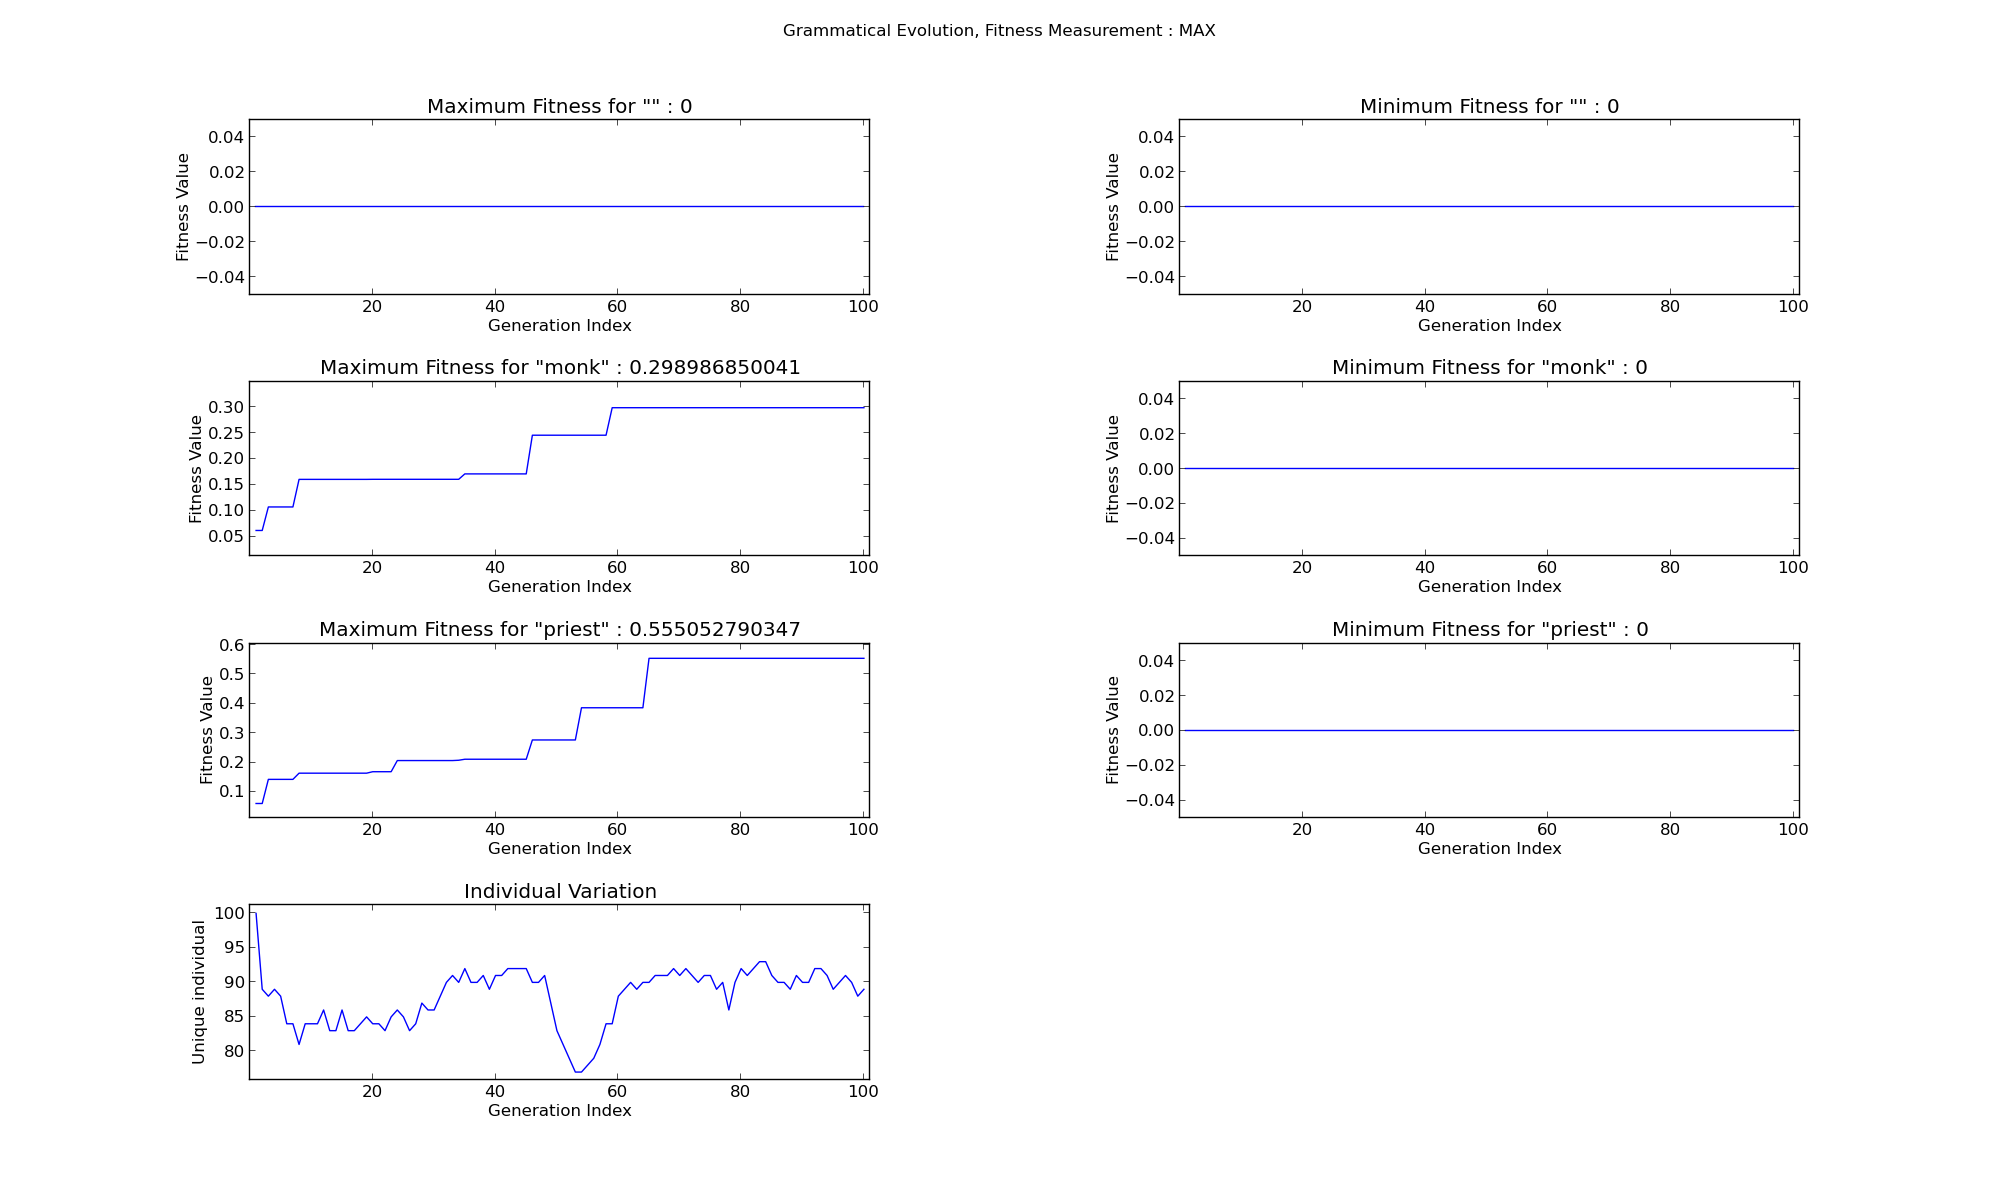 Grammatical Evolution, Fitness Measurement : MAX
Maximum Fitness for "" : 0
Fitness Value
0.04
0.02
0.00
−0.02
−0.04
20 40 60 80 100
Generation Index
Minimum Fitness for "" : 0
Fitness Value
0.04
0.02
0.00
−0.02
−0.04
20 40 60 80 100
Generation Index
Maximum Fitness for "monk" : 0.298986850041
Fitness Value
0.30
0.25
0.20
0.15
0.10
0.05
20 40 60 80 100
Generation Index
Minimum Fitness for "monk" : 0
Fitness Value
0.04
0.02
0.00
−0.02
−0.04
20 40 60 80 100
Generation Index
Maximum Fitness for "priest" : 0.555052790347
Fitness Value
0.6
0.5
0.4
0.3
0.2
0.1
20 40 60 80 100
Generation Index
Minimum Fitness for "priest" : 0
Fitness Value
0.04
0.02
0.00
−0.02
−0.04
20 40 60 80 100
Generation Index
Individual Variation
Unique individual
100
95
90
85
80
20 40 60 80 100
Generation Index